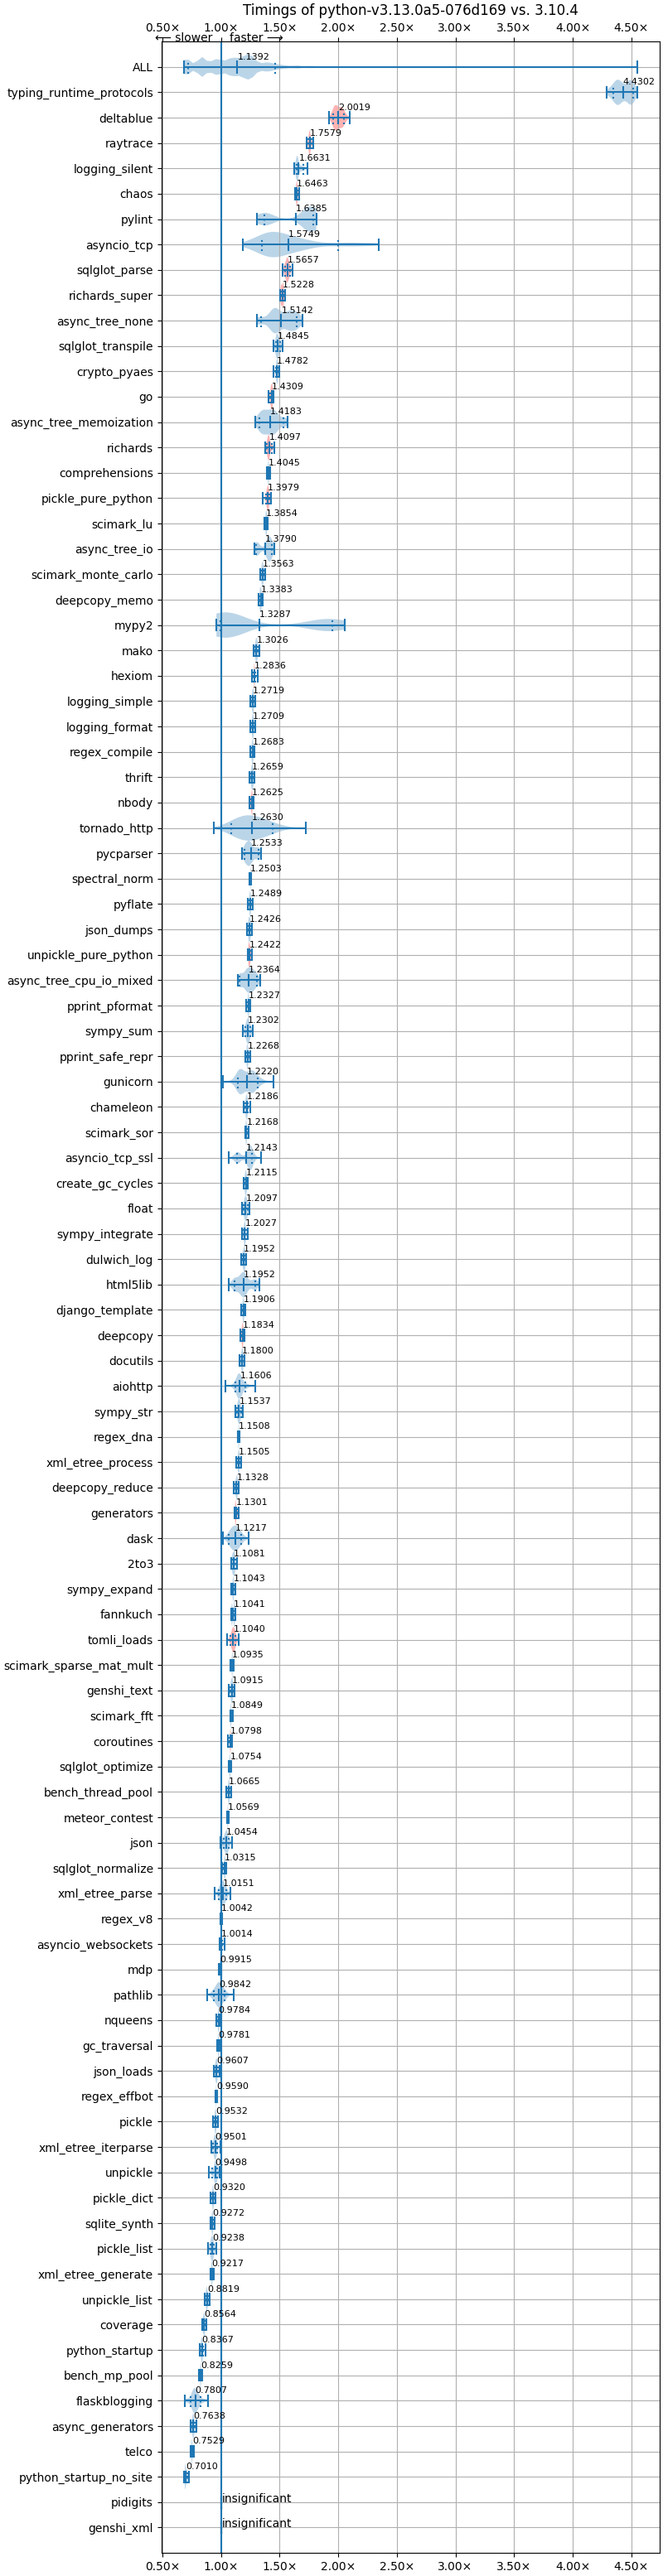 Timings of python-v3.13.0a5-076d169 vs. 3.10.4
0.50× 1.00× 1.50× 2.00× 2.50× 3.00× 3.50× 4.00× 4.50×
⟵ slower faster ⟶
ALL 1.1392
typing_runtime_protocols 4.4302
deltablue 2.0019
raytrace 1.7579
logging_silent 1.6631
chaos 1.6463
pylint 1.6385
asyncio_tcp 1.5749
sqlglot_parse 1.5657
richards_super 1.5228
async_tree_none 1.5142
sqlglot_transpile 1.4845
crypto_pyaes 1.4782
go 1.4309
async_tree_memoization 1.4183
richards 1.4097
comprehensions 1.4045
pickle_pure_python 1.3979
scimark_lu 1.3854
async_tree_io 1.3790
scimark_monte_carlo 1.3563
deepcopy_memo 1.3383
mypy2 1.3287
mako 1.3026
hexiom 1.2836
logging_simple 1.2719
logging_format 1.2709
regex_compile 1.2683
thrift 1.2659
nbody 1.2625
tornado_http 1.2630
pycparser 1.2533
spectral_norm 1.2503
pyflate 1.2489
json_dumps 1.2426
unpickle_pure_python 1.2422
async_tree_cpu_io_mixed 1.2364
pprint_pformat 1.2327
sympy_sum 1.2302
pprint_safe_repr 1.2268
gunicorn 1.2220
chameleon 1.2186
scimark_sor 1.2168
asyncio_tcp_ssl 1.2143
create_gc_cycles 1.2115
float 1.2097
sympy_integrate 1.2027
dulwich_log 1.1952
html5lib 1.1952
django_template 1.1906
deepcopy 1.1834
docutils 1.1800
aiohttp 1.1606
sympy_str 1.1537
regex_dna 1.1508
xml_etree_process 1.1505
deepcopy_reduce 1.1328
generators 1.1301
dask 1.1217
2to3 1.1081
sympy_expand 1.1043
fannkuch 1.1041
tomli_loads 1.1040
scimark_sparse_mat_mult 1.0935
genshi_text 1.0915
scimark_fft 1.0849
coroutines 1.0798
sqlglot_optimize 1.0754
bench_thread_pool 1.0665
meteor_contest 1.0569
json 1.0454
sqlglot_normalize 1.0315
xml_etree_parse 1.0151
regex_v8 1.0042
asyncio_websockets 1.0014
mdp 0.9915
pathlib 0.9842
nqueens 0.9784
gc_traversal 0.9781
json_loads 0.9607
regex_effbot 0.9590
pickle 0.9532
xml_etree_iterparse 0.9501
unpickle 0.9498
pickle_dict 0.9320
sqlite_synth 0.9272
pickle_list 0.9238
xml_etree_generate 0.9217
unpickle_list 0.8819
coverage 0.8564
python_startup 0.8367
bench_mp_pool 0.8259
flaskblogging 0.7807
async_generators 0.7638
telco 0.7529
python_startup_no_site 0.7010
pidigits insignificant
genshi_xml insignificant
0.50× 1.00× 1.50× 2.00× 2.50× 3.00× 3.50× 4.00× 4.50×